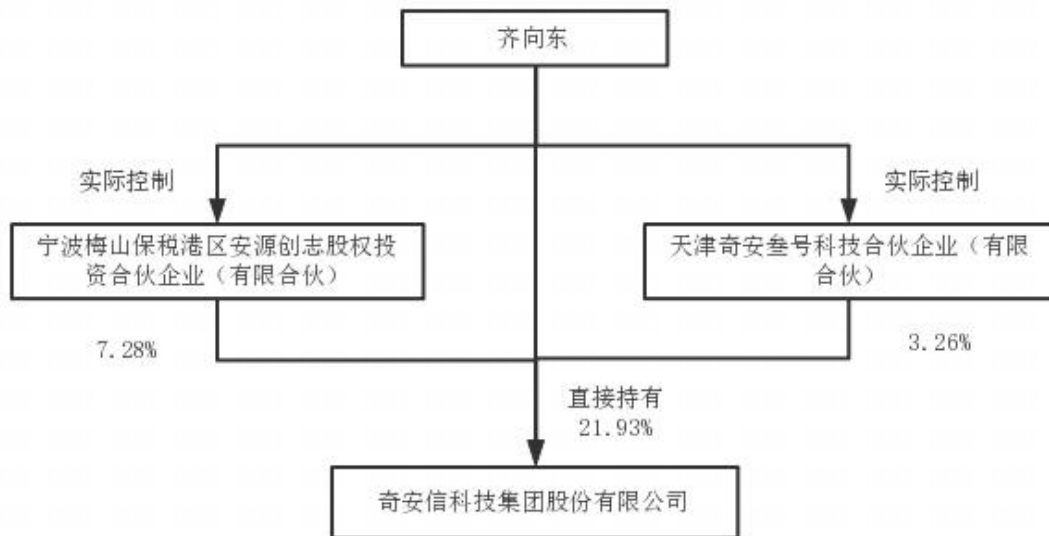 齐向东
实际控制
实际控制
宁波梅山保税港区安源创志股权投
资合伙企业（有限合伙）
天津奇安叁号科技合伙企业（有限
合伙）
7.28%
3.26%
直接持有
21.93%
奇安信科技集团股份有限公司